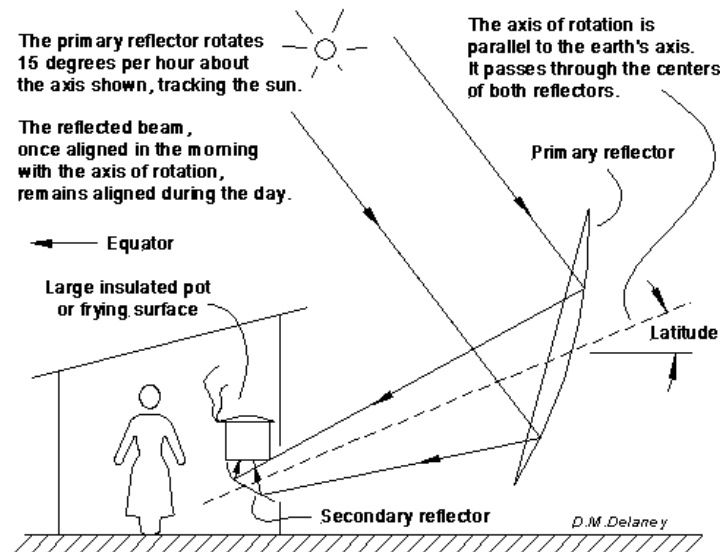 The primary reflector rotates
15 degrees per hour about
the axis shown, tracking the sun.
The reflected beam,
once aligned in the morning
with the axis of rotation,
remains aligned during the day.
The axis of rotation is
parallel to the earth's axis.
It passes through the centers
of both reflectors.
Primary reflector
Equator
Large insulated pot
or frying surface
Latitude
Secondary reflector
D.M.Delaney